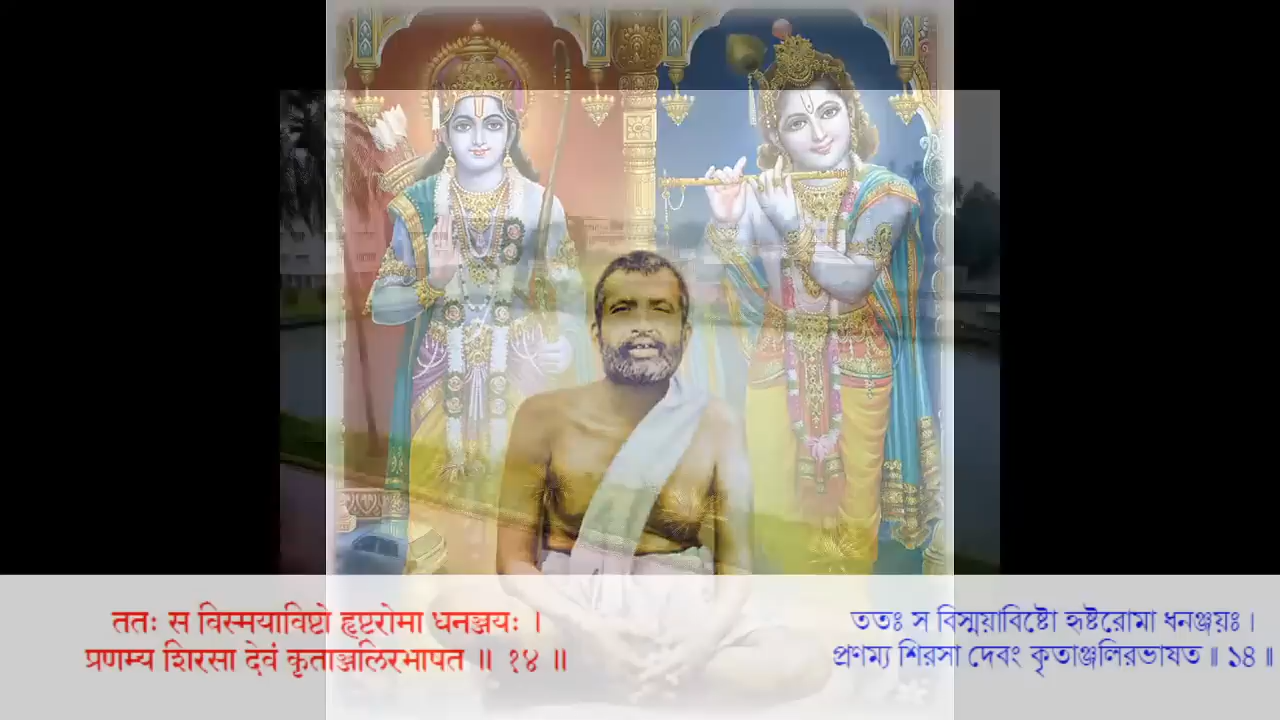 ततः स विस्मयाविष्टो हृष्टरोमा धनञ्जयः ।
प्रणम्य शिरसा देवं कृताञ्जलिरभाषत ॥ १४ ॥
ততঃ স বিস্ময়াবিষ্টো হৃষ্টরোমা ধনঞ্জয়ঃ।
প্রণম্য শিরসা দেবং কৃতাঞ্জলিরভাষত॥ ১৪॥